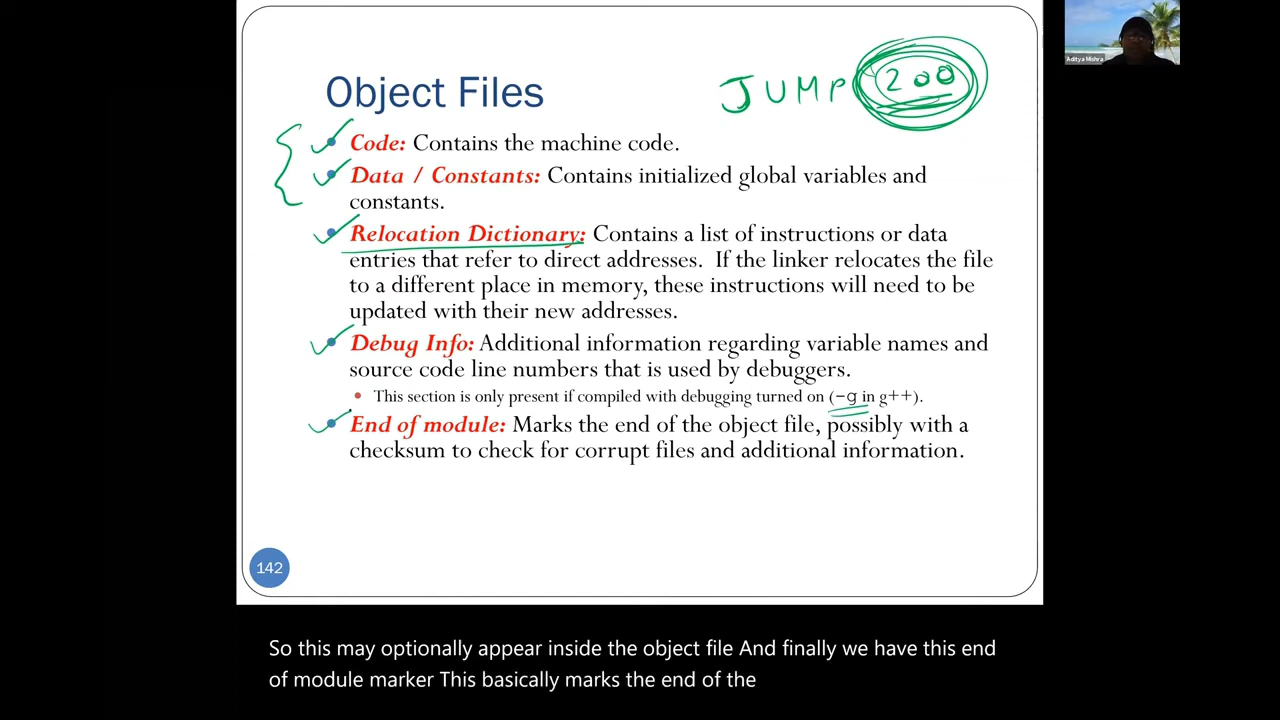 Object Files
JUMP 200
Code: Contains the machine code.
Data / Constants: Contains initialized global variables and
constants.
Relocation Dictionary: Contains a list of instructions or data
entries that refer to direct addresses. If the linker relocates the file
to a different place in memory, these instructions will need to be
updated with their new addresses.
Debug Info: Additional information regarding variable names and
source code line numbers that is used by debuggers.
This section is only present if compiled with debugging turned on (-g in g++).
End of module: Marks the end of the object file, possibly with a
checksum to check for corrupt files and additional information.
142
Aditya Mishra
So this may optionally appear inside the object file And finally we have this end
of module marker This basically marks the end of the